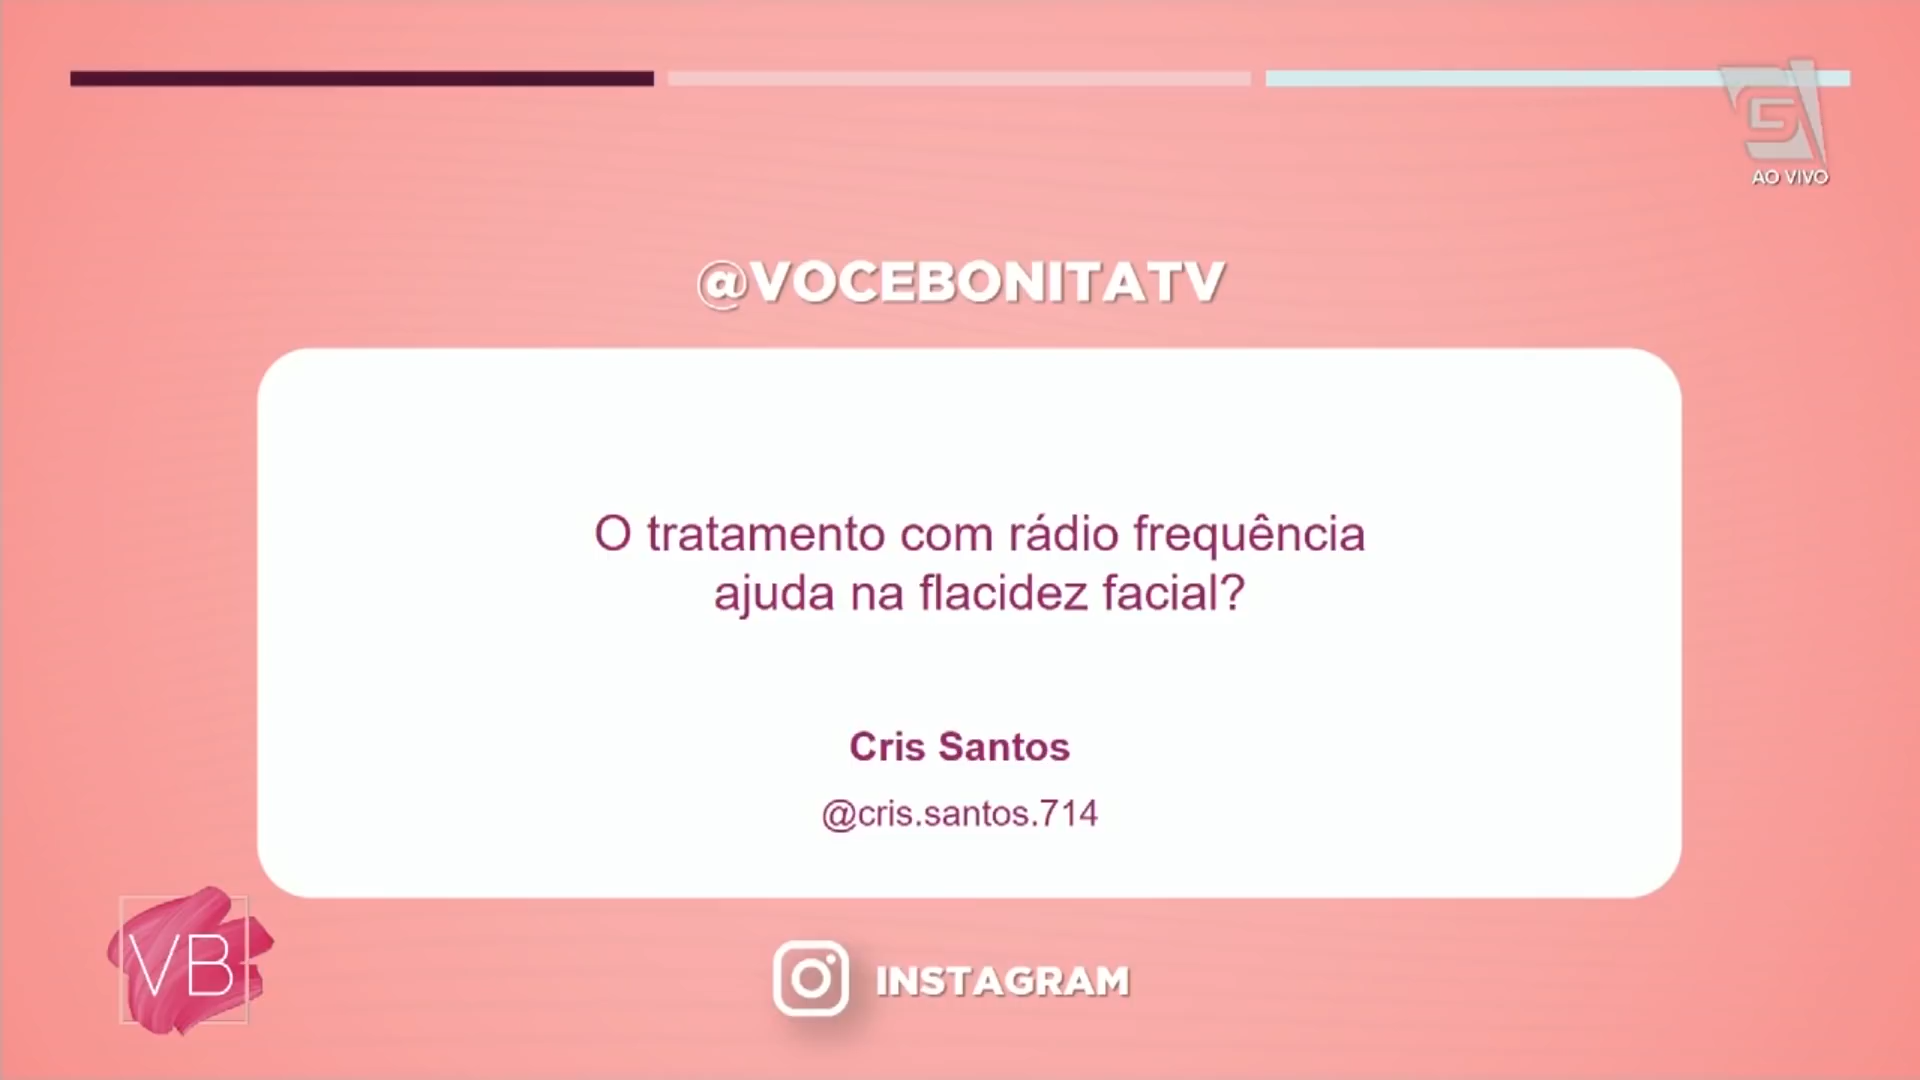 AO VIVO
@VOCEBONITATV
O tratamento com rádio frequência
ajuda na flacidez facial?
Cris Santos
@cris.santos.714
VB
INSTAGRAM